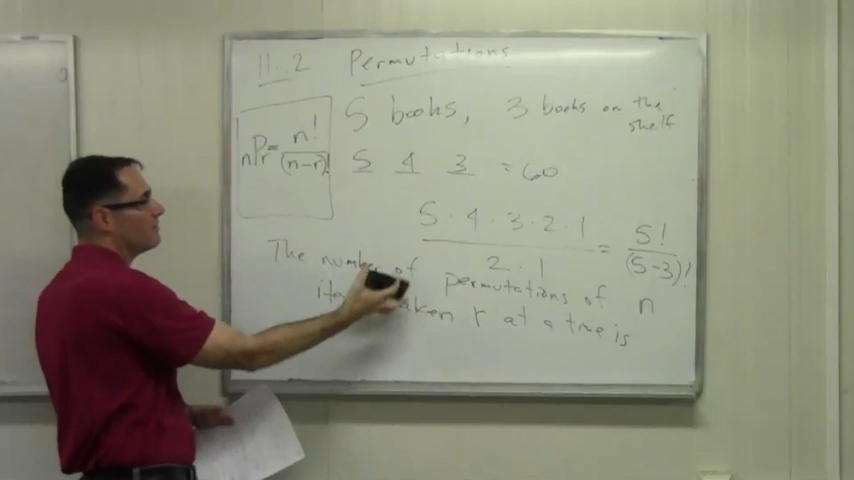 11.2 Permutations
5 books, 3 books on the
shelf
nPr = n!
(n-r)!
5 4 3 = 60
5 · 4 · 3 · 2 · 1
2 · 1
= 5!
(5-3)!
The number of permutations of n
at a time is